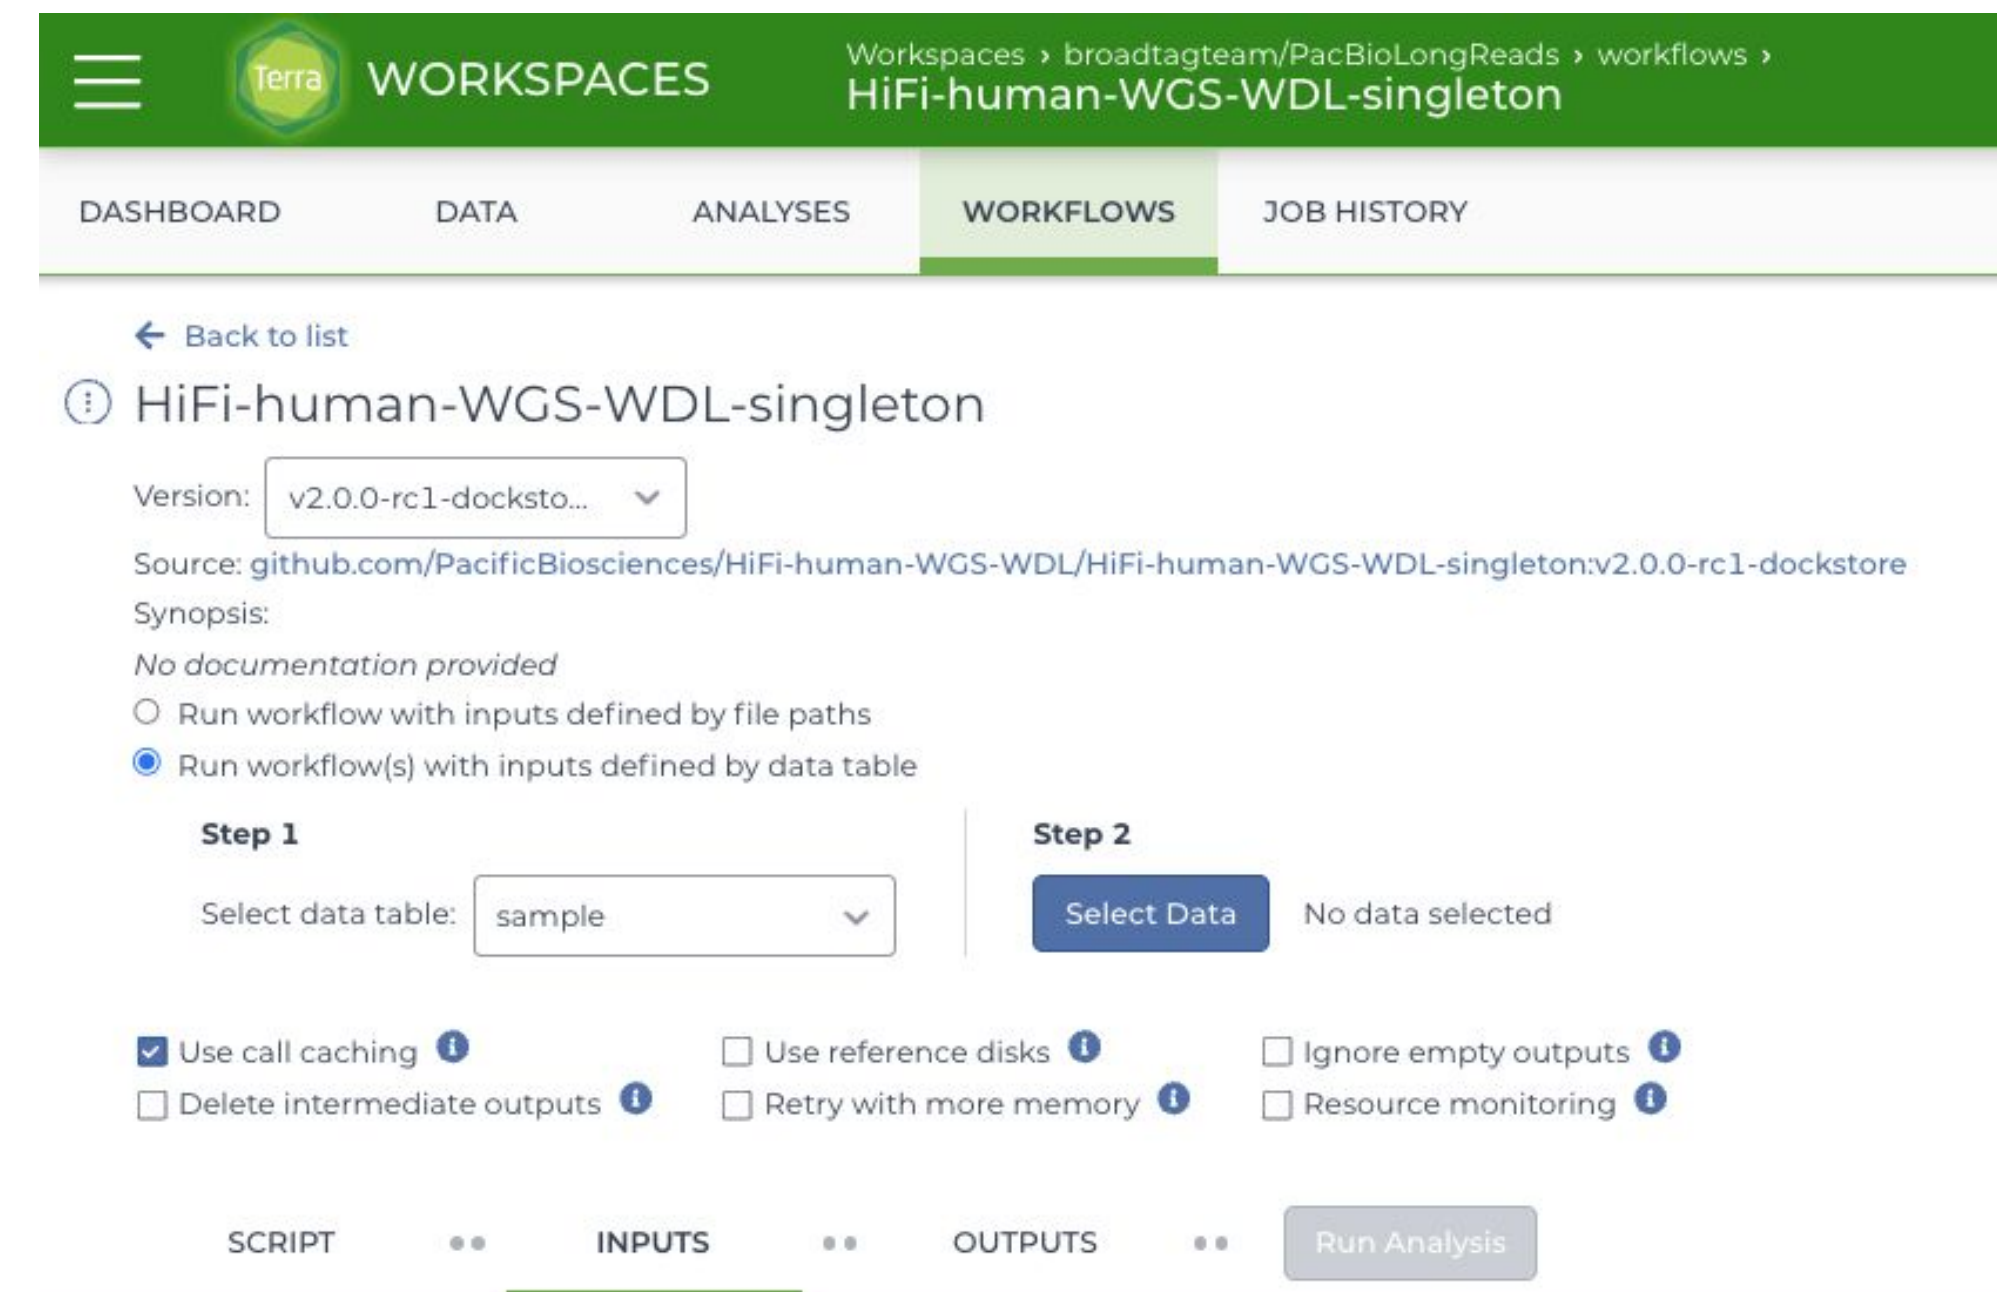 Terra WORKSPACES
Workspaces › broadtagteam/PacBioLongReads › workflows ›
HiFi-human-WGS-WDL-singleton
DASHBOARD DATA ANALYSES WORKFLOWS JOB HISTORY
Back to list
HiFi-human-WGS-WDL-singleton
Version: v2.0.0-rc1-docksto...
Source: github.com/PacificBiosciences/HiFi-human-WGS-WDL/HiFi-human-WGS-WDL-singleton:v2.0.0-rc1-dockstore
Synopsis:
No documentation provided
Run workflow with inputs defined by file paths
Run workflow(s) with inputs defined by data table
Step 1 Step 2
Select data table: sample Select Data No data selected
Use call caching Use reference disks Ignore empty outputs
Delete intermediate outputs Retry with more memory Resource monitoring
SCRIPT INPUTS OUTPUTS Run Analysis